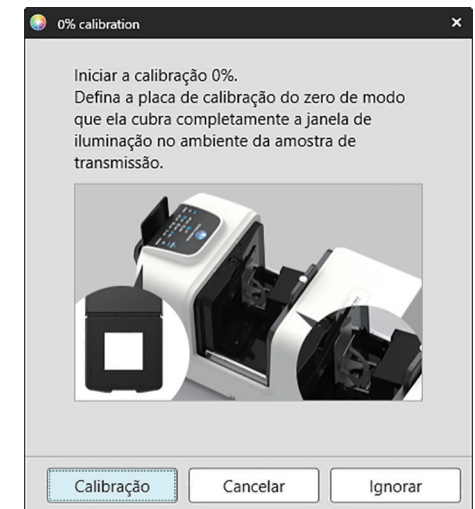 0% calibration
Iniciar a calibração 0%.
Defina a placa de calibração do zero de modo
que ela cubra completamente a janela de
iluminação no ambiente da amostra de
transmissão.
Calibração
Cancelar
Ignorar